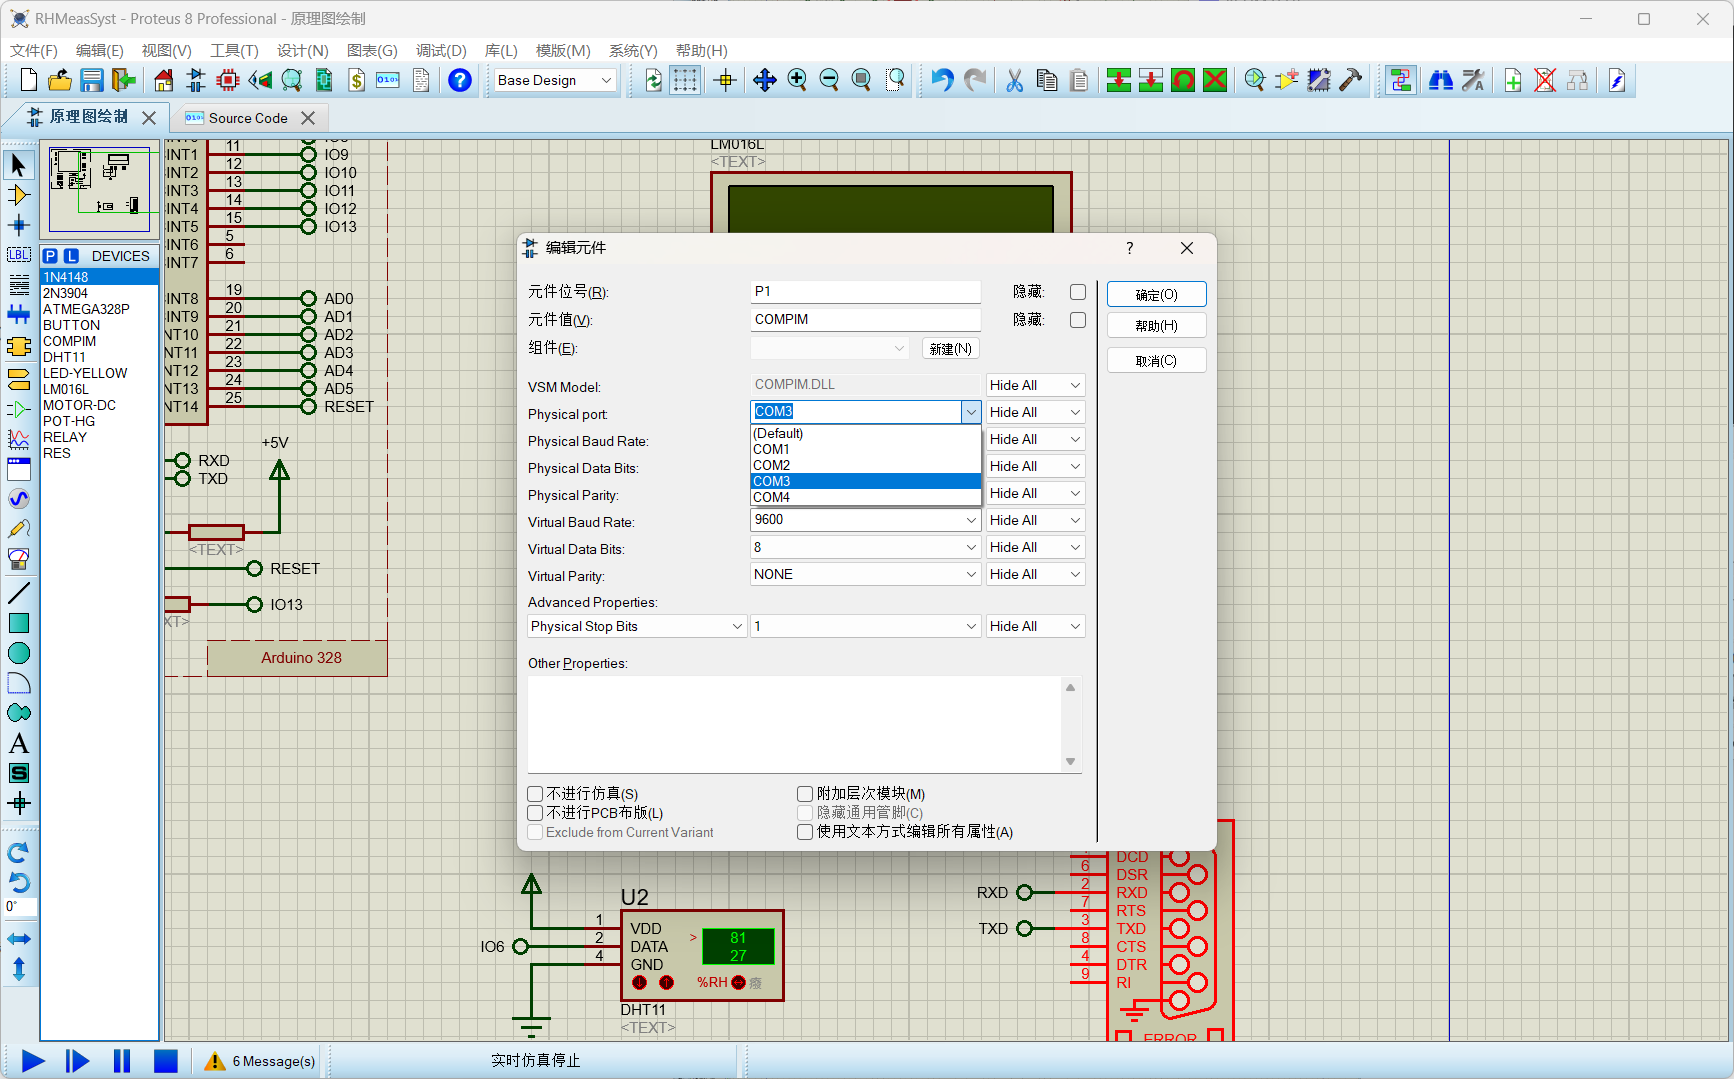 RHMeasSyst - Proteus 8 Professional - 原理图绘制
文件(F) 编辑(E) 视图(V) 工具(T) 设计(N) 图表(G) 调试(D) 库(L) 模版(M) 系统(Y) 帮助(H)
Base Design
原理图绘制
Source Code
P L DEVICES
1N4148
2N3904
ATMEGA328P
BUTTON
COMPIM
DHT11
LED-YELLOW
LM016L
MOTOR-DC
POT-HG
RELAY
RES
LBL
A
S
0°
INT1 11 IO9
INT2 12 IO10
INT3 13 IO11
INT4 14 IO12
INT5 15 IO13
INT6 5
INT7 6
INT8 19 AD0
INT9 20 AD1
NT10 21 AD2
NT11 22 AD3
NT12 23 AD4
NT13 24 AD5
NT14 25 RESET
+5V
RXD
TXD
<TEXT>
RESET
IO13
XT>
Arduino 328
LM016L
<TEXT>
编辑元件
元件位号(R): P1 隐藏:
元件值(V): COMPIM 隐藏:
组件(E): 新建(N)
VSM Model: COMPIM.DLL Hide All
Physical port: COM3 Hide All
(Default)
COM1
COM2
COM3
COM4
Physical Baud Rate: Hide All
Physical Data Bits: Hide All
Physical Parity: Hide All
Virtual Baud Rate: 9600 Hide All
Virtual Data Bits: 8 Hide All
Virtual Parity: NONE Hide All
Advanced Properties:
Physical Stop Bits 1 Hide All
Other Properties:
不进行仿真(S) 附加层次模块(M)
不进行PCB布版(L) 隐藏通用管脚(C)
Exclude from Current Variant 使用文本方式编辑所有属性(A)
确定(O)
帮助(H)
取消(C)
U2
IO6
1 VDD
2 DATA
4 GND
> 81
27
%RH 癈
DHT11
<TEXT>
RXD
TXD
DCD
6 DSR
2 RXD
7 RTS
3 TXD
8 CTS
4 DTR
9 RI
ERROR
6 Message(s)
实时仿真停止